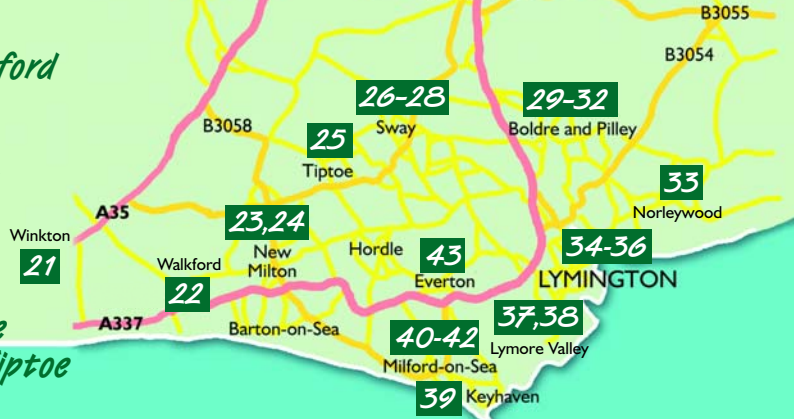 B3055
B3054
ford
26-28
29-32
Sway
Boldre and Pilley
B3058
25
Tiptoe
33
Norleywood
A35
23,24
New
Milton
Winkton
21
Walkford
22
Hordle
43
Everton
34-36
LYMINGTON
A337
Barton-on-Sea
37,38
Lymore Valley
40-42
Milford-on-Sea
39
Keyhaven
e
iptoe